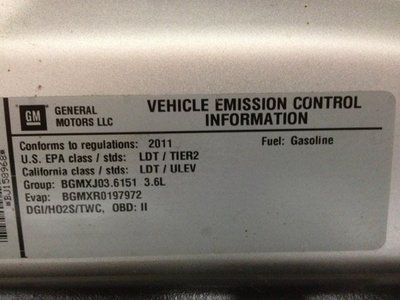 GM GENERAL MOTORS LLC
VEHICLE EMISSION CONTROL INFORMATION
Conforms to regulations: 2011 Fuel: Gasoline
U.S. EPA class / stds: LDT / TIER2
California class / stds: LDT / ULEV
Group: BGMXJ03.6151 3.6L
Evap: BGMXR0197972
DGI/HO2S/TWC, OBD: II
*BJ158968*